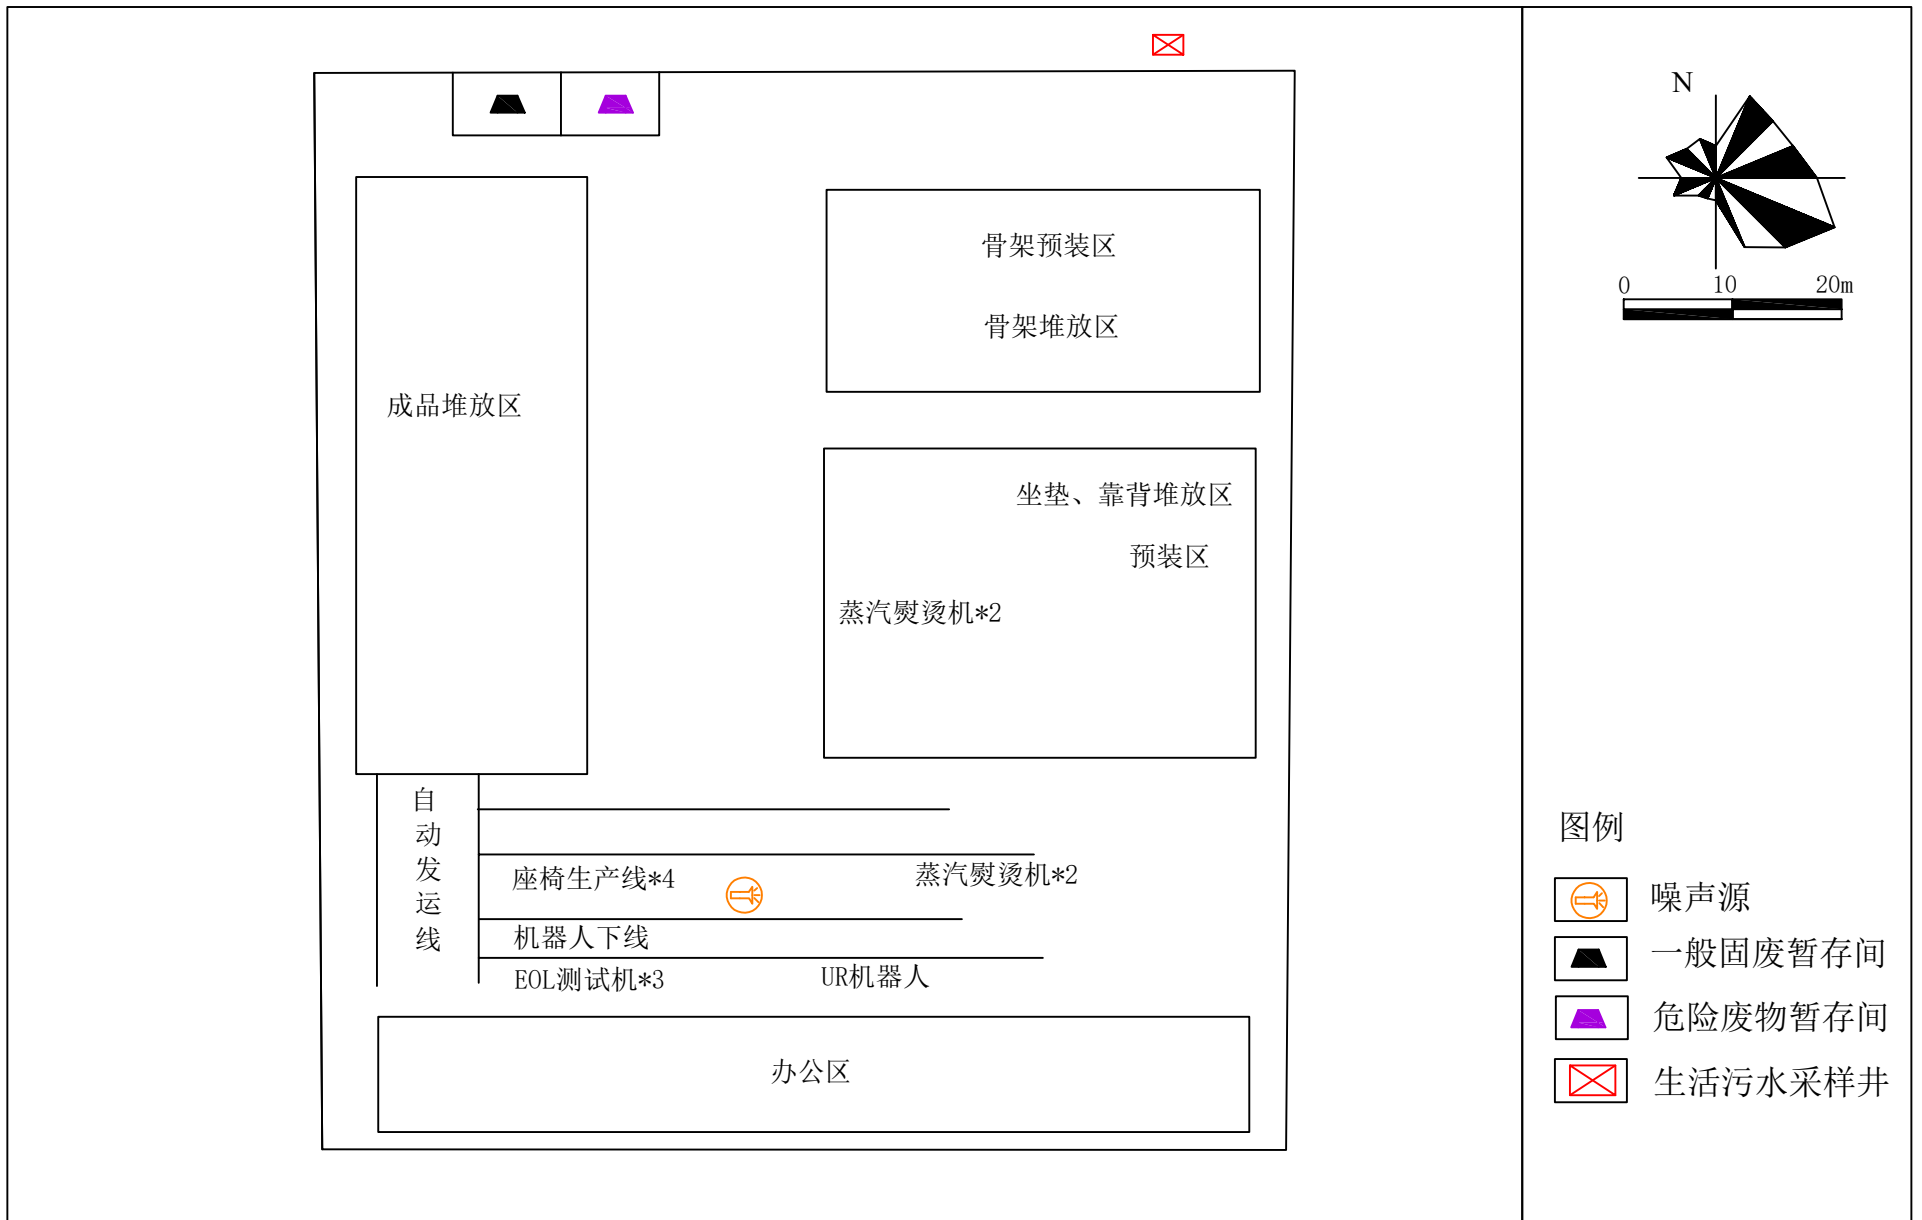 N
0 10 20m
骨架预装区
骨架堆放区
成品堆放区
坐垫、靠背堆放区
预装区
蒸汽熨烫机*2
自动发运线
座椅生产线*4
蒸汽熨烫机*2
机器人下线
EOL测试机*3
UR机器人
办公区
图例
噪声源
一般固废暂存间
危险废物暂存间
生活污水采样井